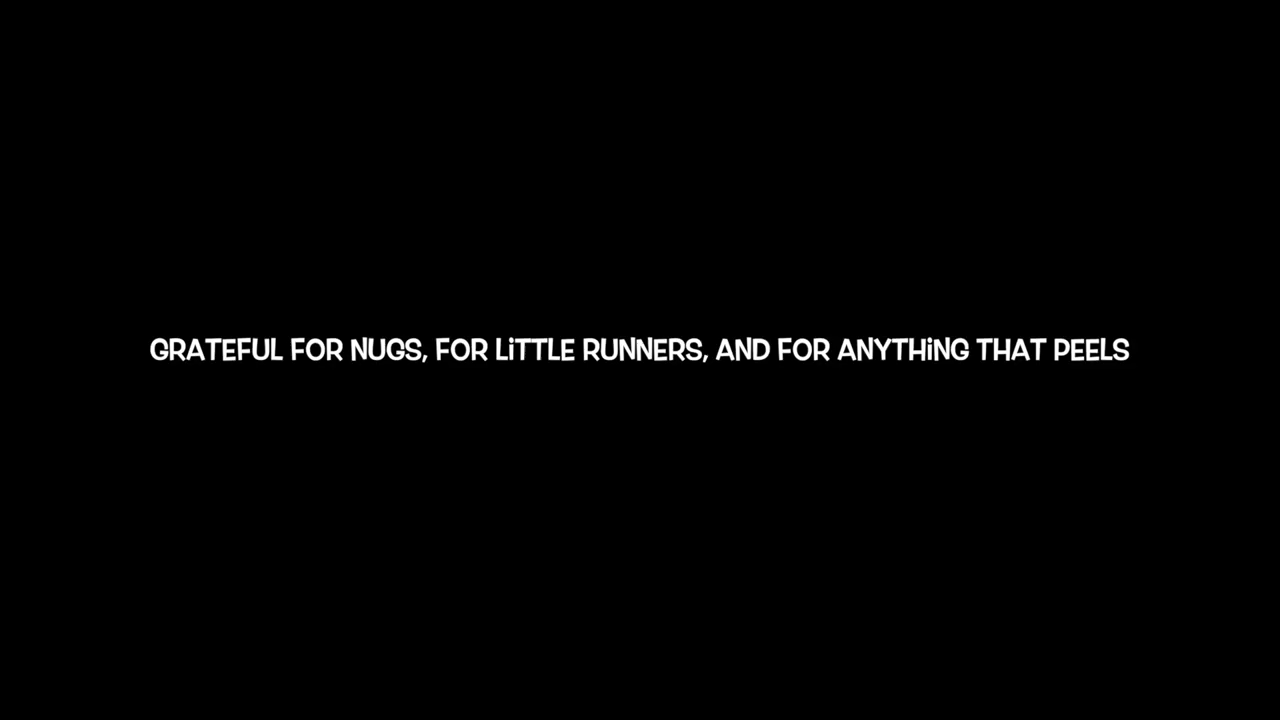 GRATEFUL FOR NUGS, FOR LiTTLE RUNNERS, AND FOR ANYTHiNG THAT PEELS